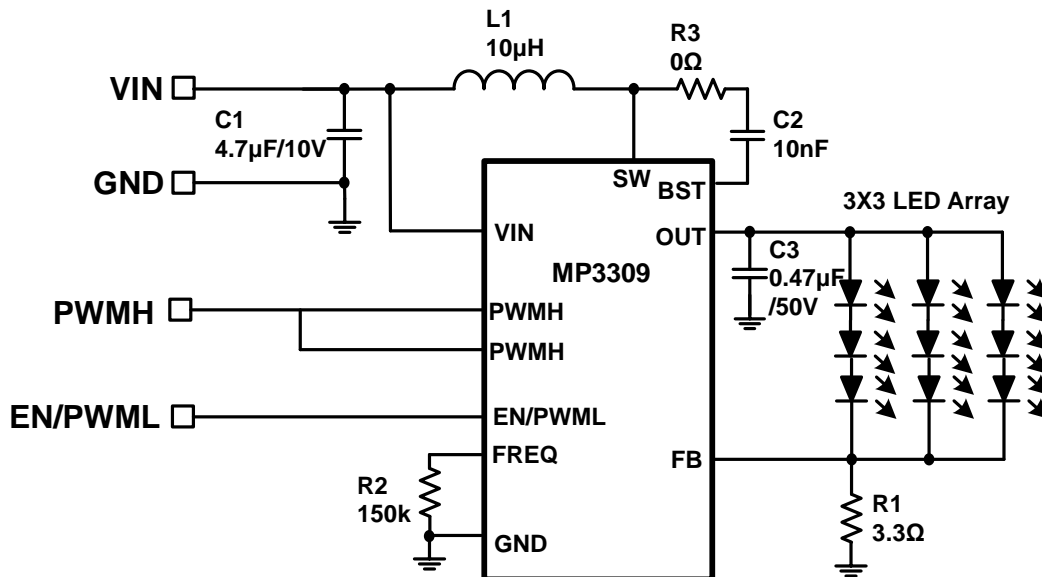 L1
10µH
R3
0Ω
VIN
C1
4.7µF/10V
C2
10nF
GND
SW
BST
3X3 LED Array
VIN
OUT
MP3309
C3
0.47µF
/50V
PWMH
PWMH
PWMH
EN/PWML
EN/PWML
FREQ
FB
R2
150k
R1
3.3Ω
GND